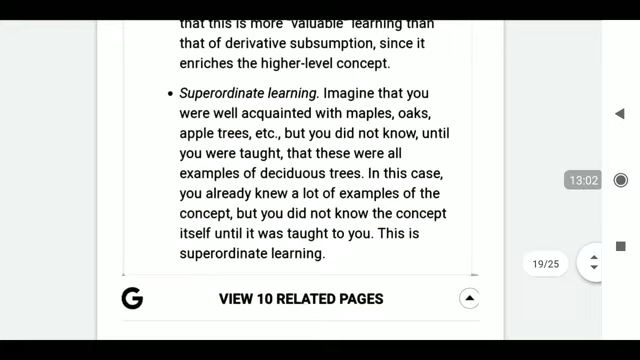 that this is more "valuable" learning than
that of derivative subsumption, since it
enriches the higher-level concept.
• Superordinate learning. Imagine that you
were well acquainted with maples, oaks,
apple trees, etc., but you did not know, until
you were taught, that these were all
examples of deciduous trees. In this case,
you already knew a lot of examples of the
concept, but you did not know the concept
itself until it was taught to you. This is
superordinate learning.
13:02
19/25
G VIEW 10 RELATED PAGES